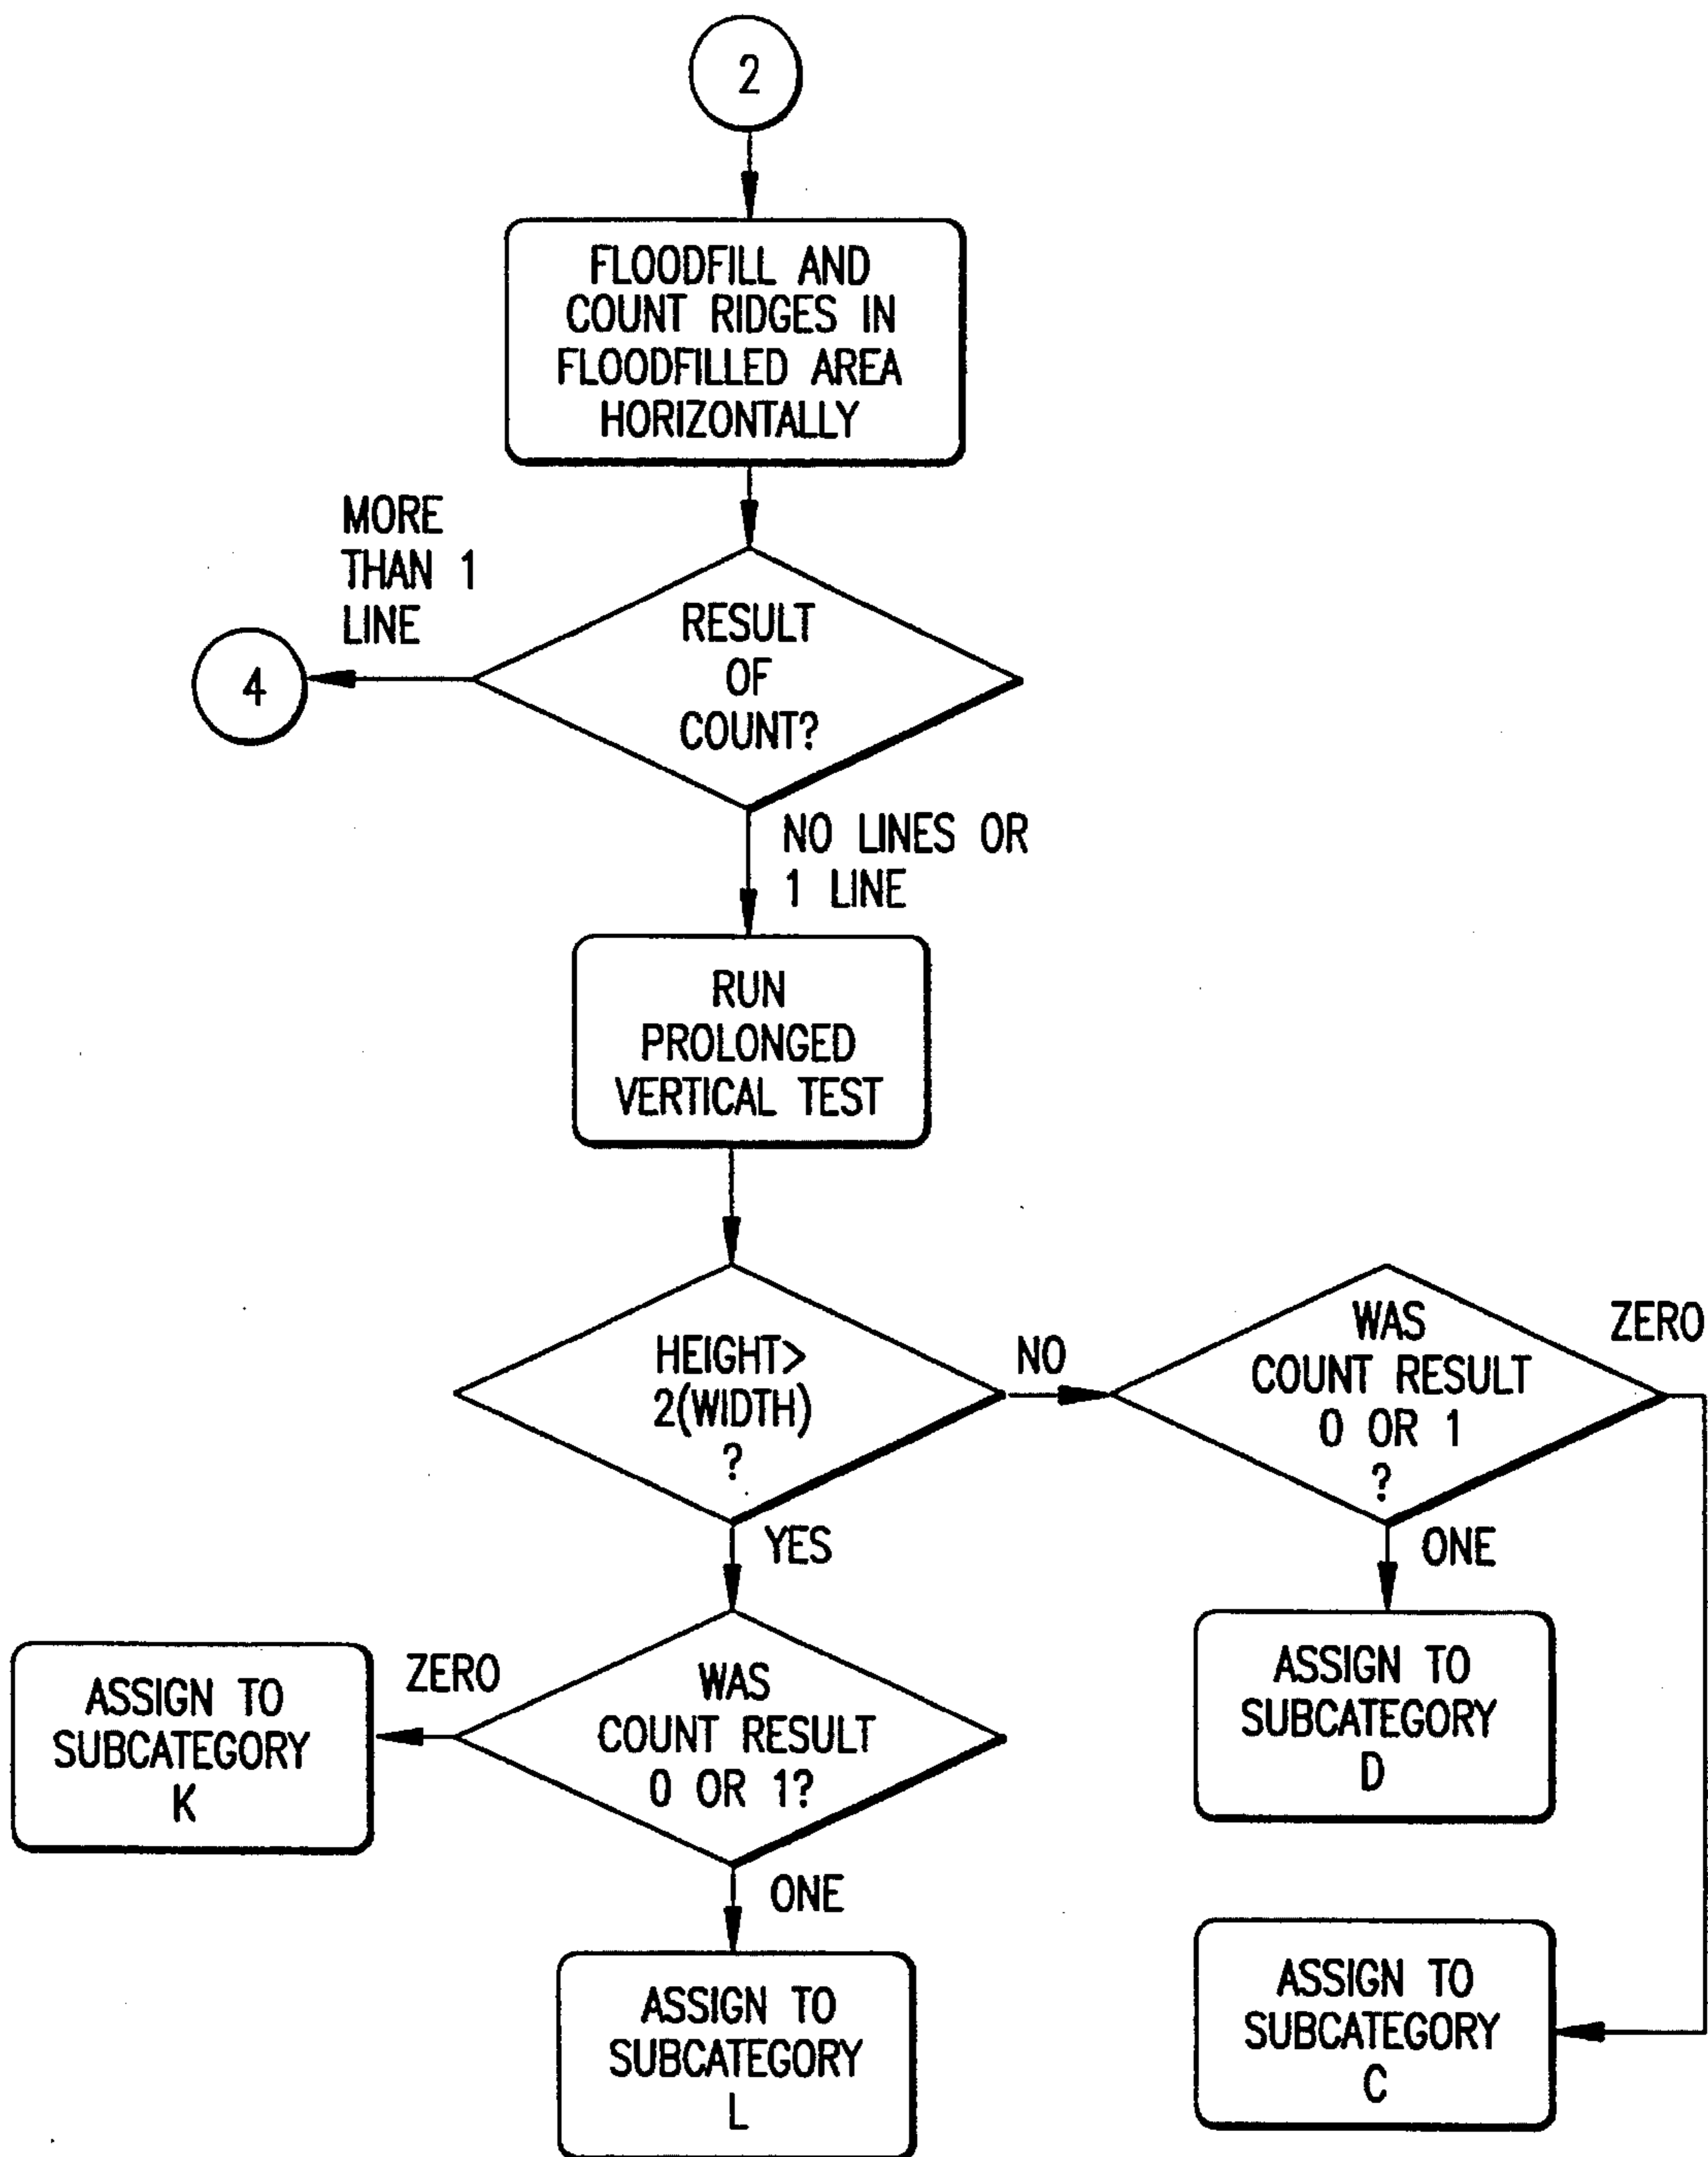 2
FLOODFILL AND
COUNT RIDGES IN
FLOODFILLED AREA
HORIZONTALLY
MORE
THAN 1
LINE
4
RESULT
OF
COUNT?
NO LINES OR
1 LINE
RUN
PROLONGED
VERTICAL TEST
HEIGHT>
2(WIDTH)
?
NO
WAS
COUNT RESULT
0 OR 1
?
ZERO
YES
ONE
ASSIGN TO
SUBCATEGORY
D
ZERO
WAS
COUNT RESULT
0 OR 1?
ASSIGN TO
SUBCATEGORY
K
ONE
ASSIGN TO
SUBCATEGORY
L
ASSIGN TO
SUBCATEGORY
C